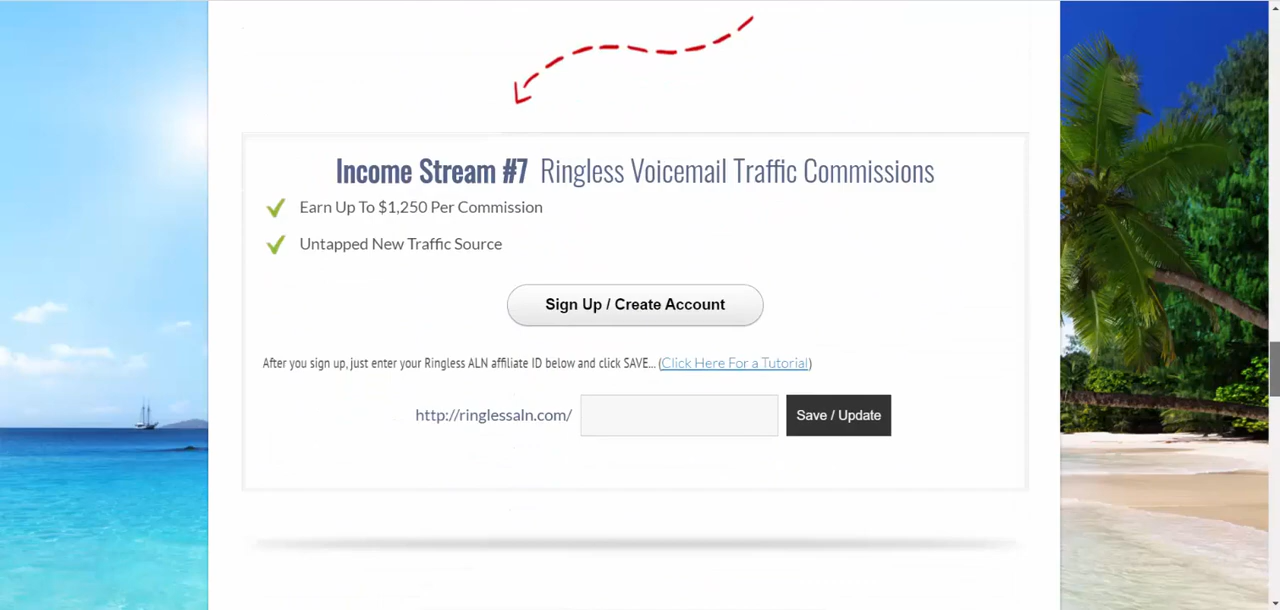 Income Stream #7 Ringless Voicemail Traffic Commissions
Earn Up To $1,250 Per Commission
Untapped New Traffic Source
Sign Up / Create Account
After you sign up, just enter your Ringless ALN affiliate ID below and click SAVE... (Click Here For a Tutorial)
http://ringlessaln.com/
Save / Update